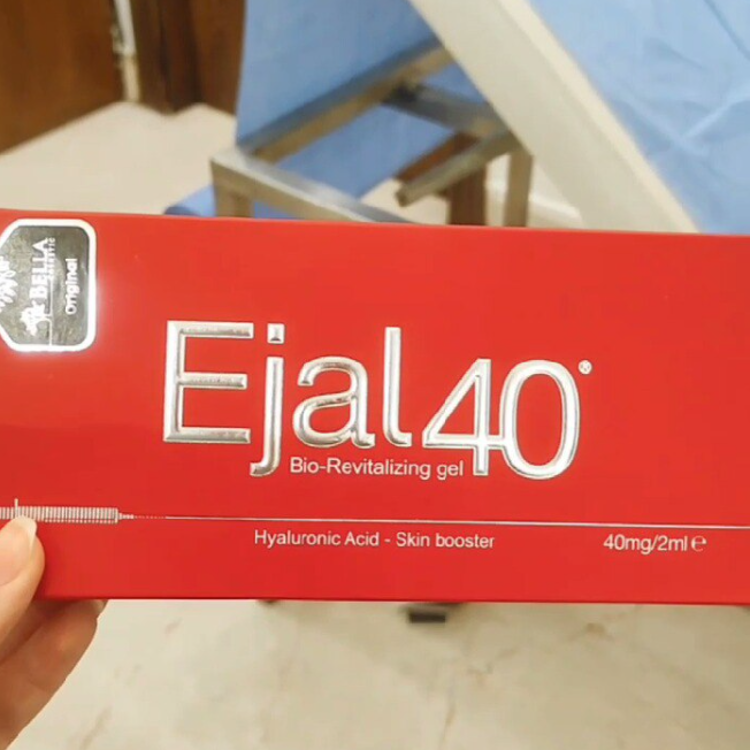 BELLA
Original
Ejal40®
Bio-Revitalizing gel
Hyaluronic Acid - Skin booster
40mg/2ml ℮